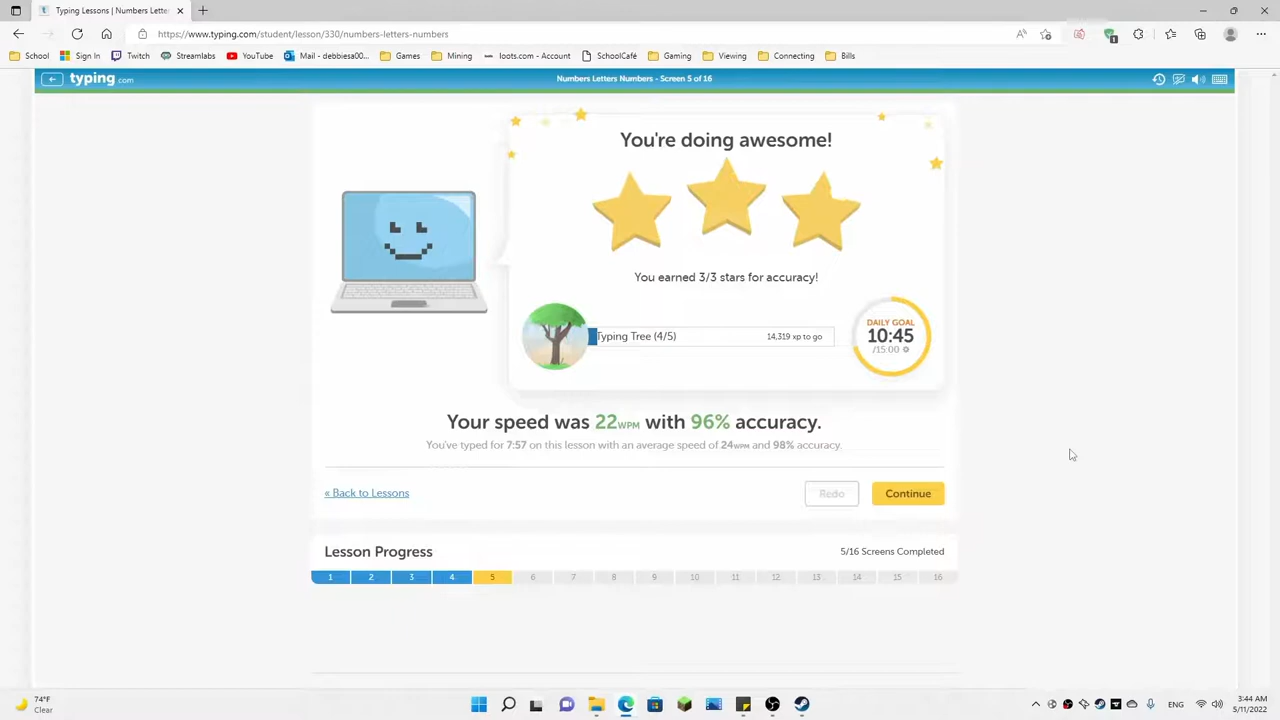 Typing Lessons | Numbers Letter
https://www.typing.com/student/lesson/330/numbers-letters-numbers
School Sign In Twitch Streamlabs YouTube Mail - debbiesa00... Games Mining loots.com - Account SchoolCafé Gaming Viewing Connecting Bills
typing.com
Numbers Letters Numbers - Screen 5 of 16
You're doing awesome!
You earned 3/3 stars for accuracy!
Typing Tree (4/5) 14,319 xp to go
DAILY GOAL
10:45
/15:00
Your speed was 22WPM with 96% accuracy.
You've typed for 7:57 on this lesson with an average speed of 24WPM and 98% accuracy.
« Back to Lessons
Redo
Continue
Lesson Progress
5/16 Screens Completed
1 2 3 4 5 6 7 8 9 10 11 12 13 14 15 16
74°F
Clear
ENG
3:44 AM
5/11/2022